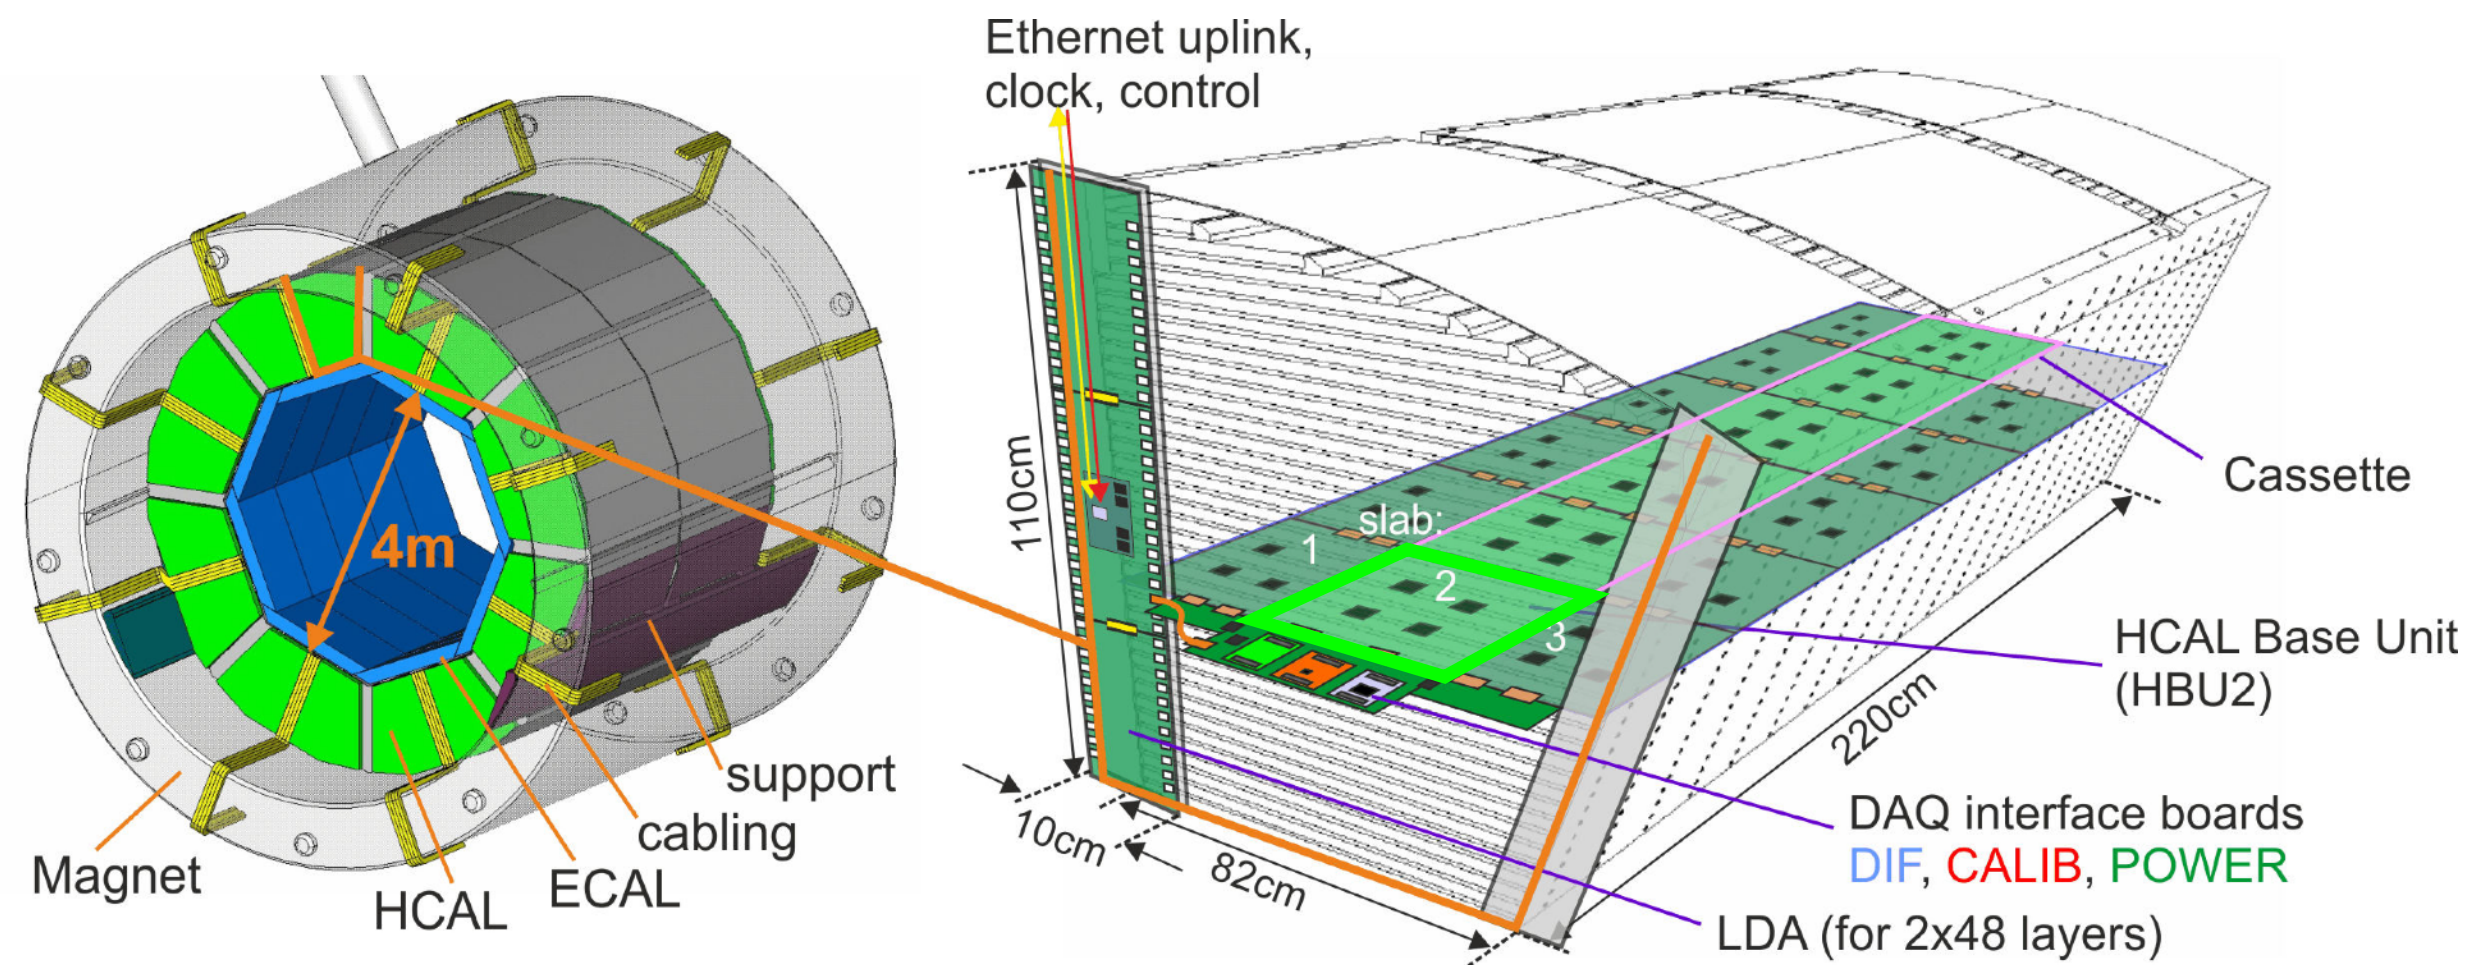 Ethernet uplink,
clock, control
4m
Magnet
HCAL
ECAL
cabling
support
110cm
10cm
82cm
220cm
slab:
1
2
3
Cassette
HCAL Base Unit
(HBU2)
DAQ interface boards
DIF, CALIB, POWER
LDA (for 2x48 layers)